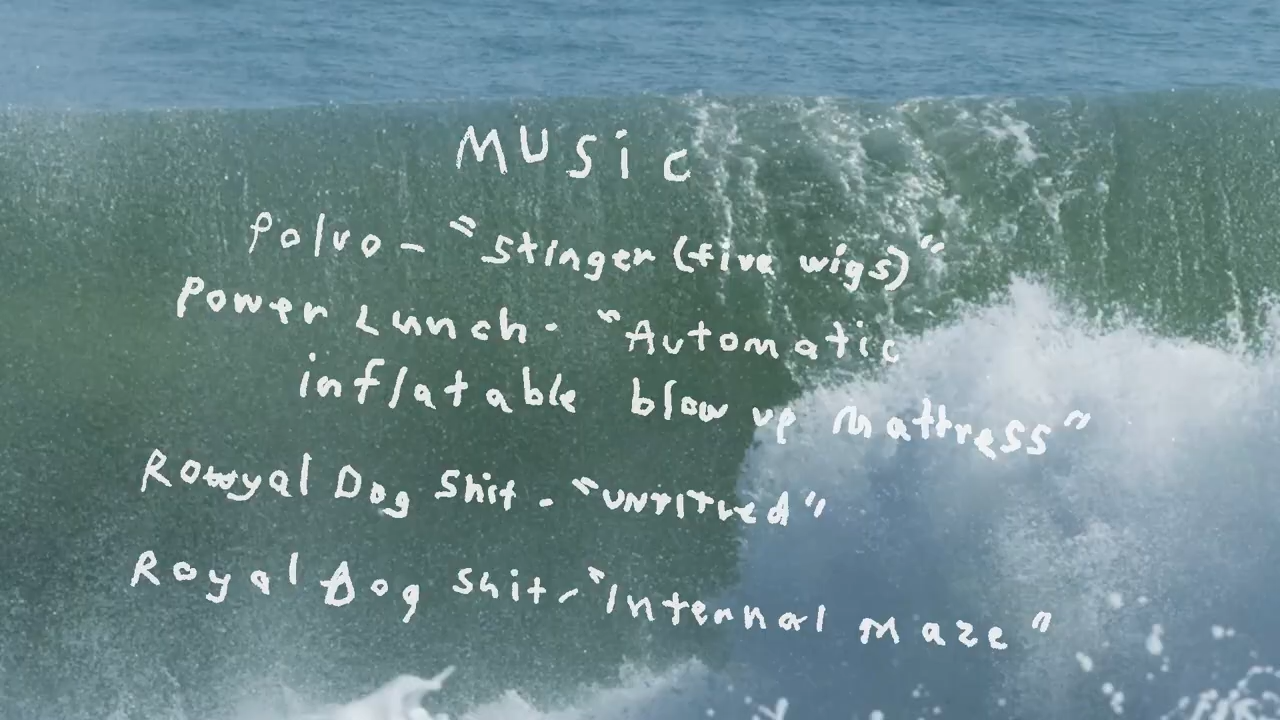 MUSiC
Polvo - "Stinger (five wigs)"
Power Lunch - "Automatic
inflatable blow up mattress"
Rowyal Dog Shit - "UNTITLED"
Royal Dog Shit - "Internal Maze"